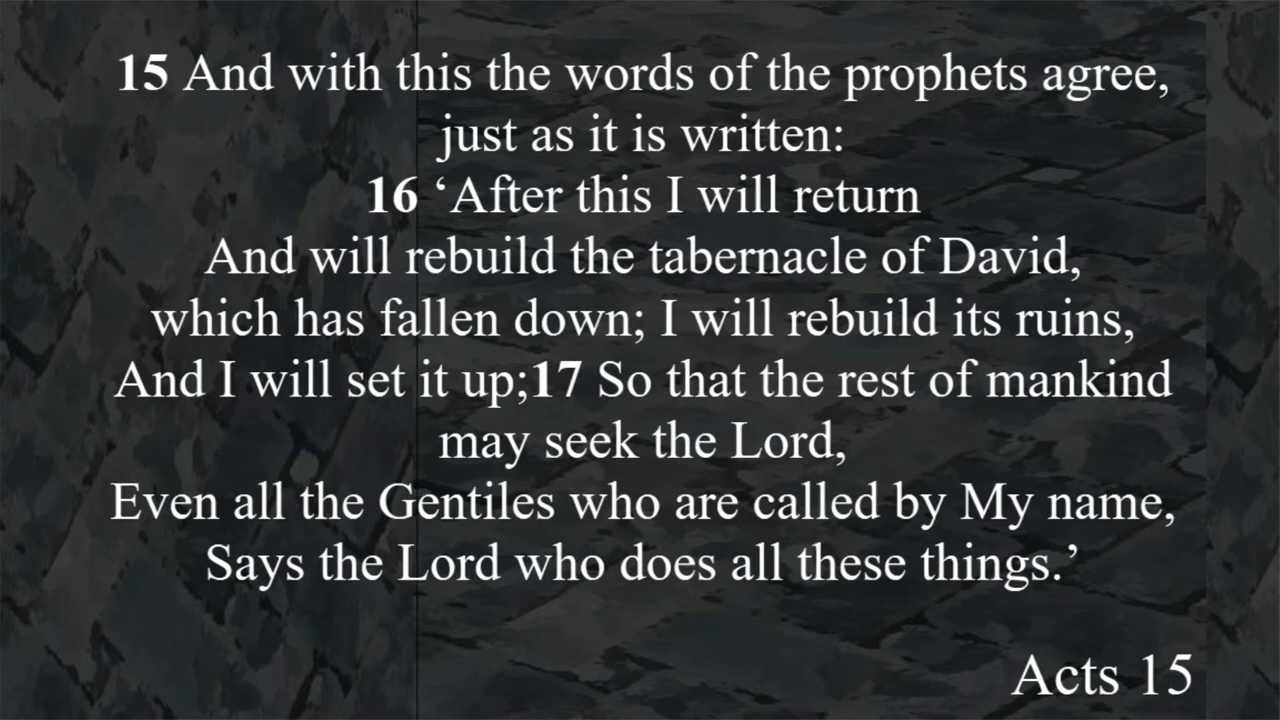 15 And with this the words of the prophets agree,
just as it is written:
16 ‘After this I will return
And will rebuild the tabernacle of David,
which has fallen down; I will rebuild its ruins,
And I will set it up;17 So that the rest of mankind
may seek the Lord,
Even all the Gentiles who are called by My name,
Says the Lord who does all these things.’
Acts 15